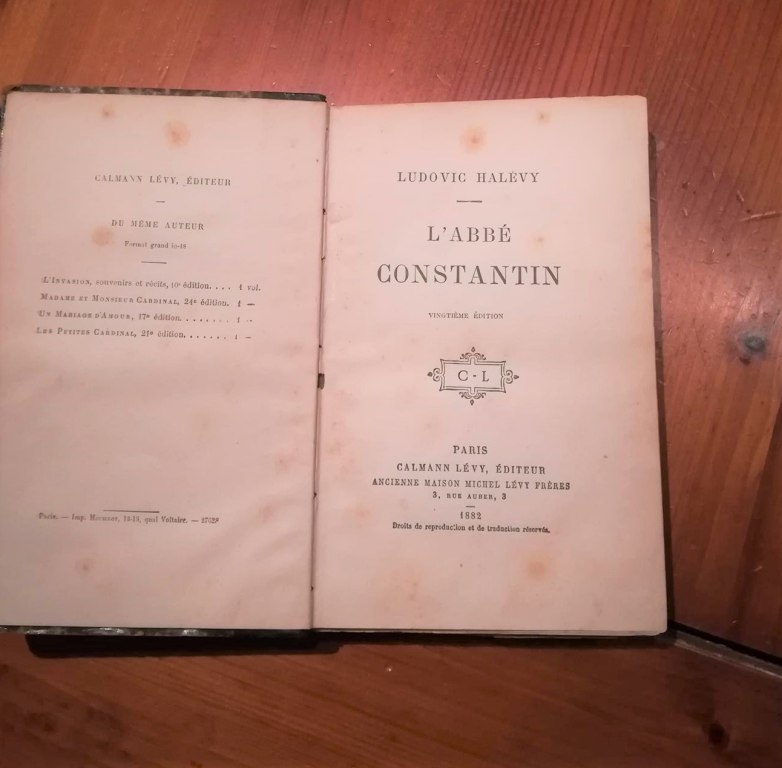 CALMANN LÉVY, ÉDITEUR
DU MÊME AUTEUR
Format grand in-18
L'INVASION, souvenirs et récits, 10e édition.... 1 vol.
MADAME ET MONSIEUR CARDINAL, 24e édition. 1 —
UN MARIAGE D'AMOUR, 17e édition........ 1 —
LES PETITES CARDINAL, 21e édition....... 1 —
Paris. — Imp. 13-15, quai Voltaire. —
LUDOVIC HALÉVY
L'ABBÉ
CONSTANTIN
VINGTIÈME ÉDITION
C-L
PARIS
CALMANN LÉVY, ÉDITEUR
ANCIENNE MAISON MICHEL LÉVY FRÈRES
3, RUE AUBER, 3
1882
Droits de reproduction et de traduction réservés.